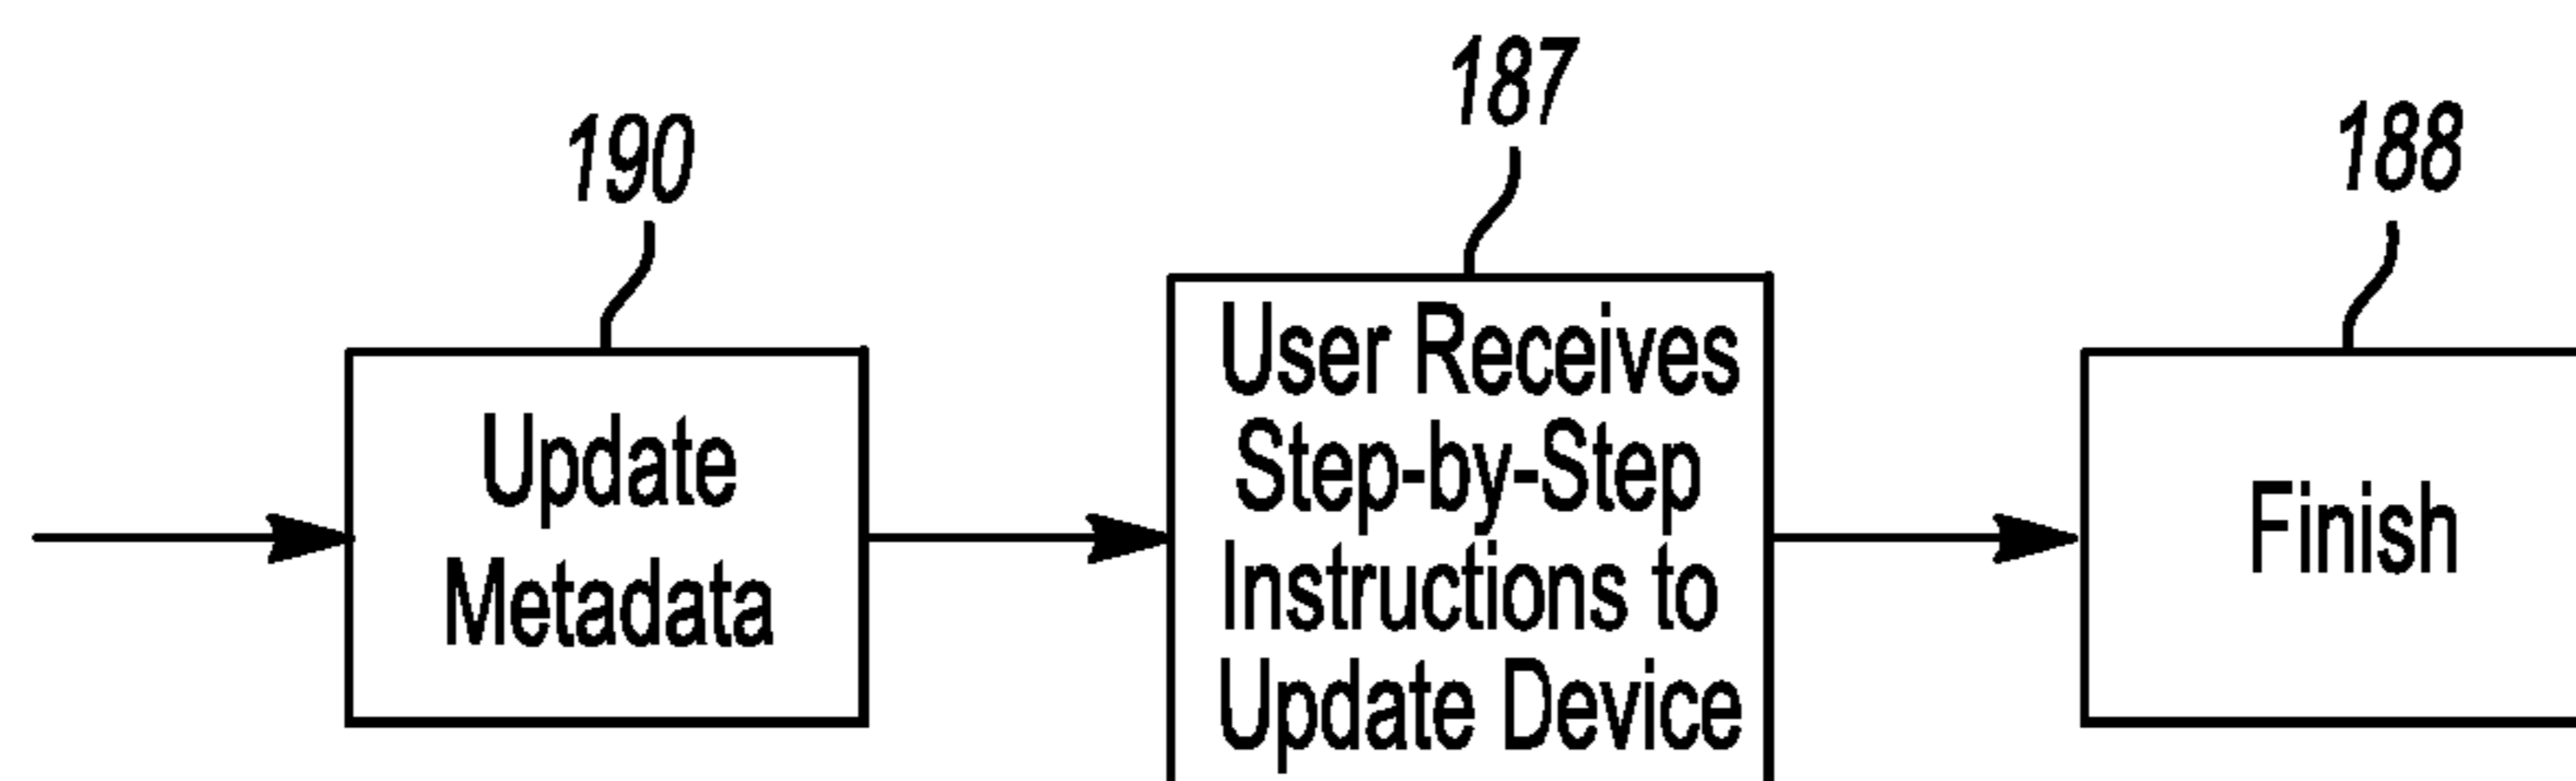 190
Update
Metadata
187
User Receives
Step-by-Step
Instructions to
Update Device
188
Finish